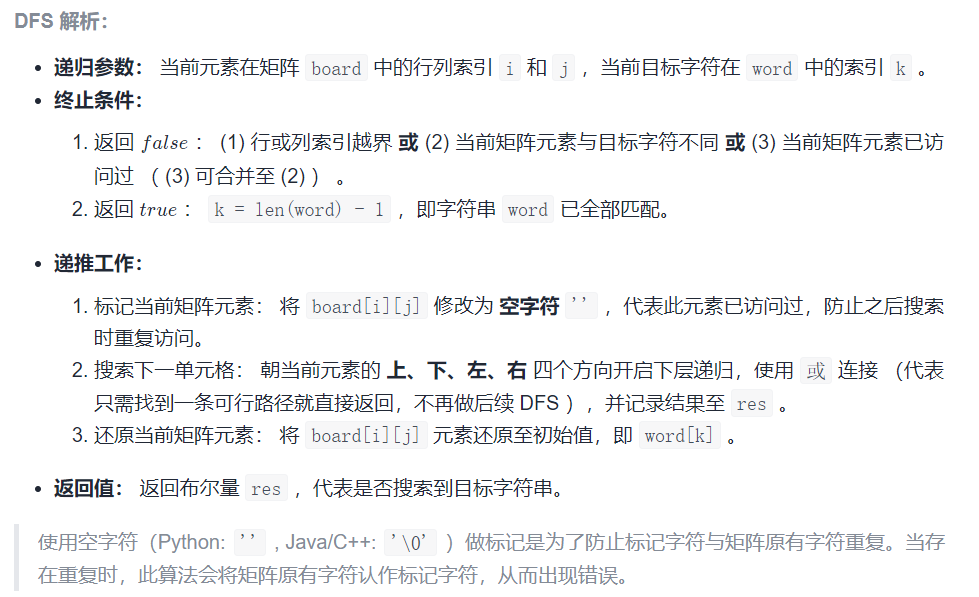 DFS 解析：
• 递归参数： 当前元素在矩阵 board 中的行列索引 i 和 j ，当前目标字符在 word 中的索引 k 。
• 终止条件：
1. 返回 false ： (1) 行或列索引越界 或 (2) 当前矩阵元素与目标字符不同 或 (3) 当前矩阵元素已访
问过 （ (3) 可合并至 (2) ） 。
2. 返回 true ： k = len(word) - 1 ，即字符串 word 已全部匹配。
• 递推工作：
1. 标记当前矩阵元素： 将 board[i][j] 修改为 空字符 '' ，代表此元素已访问过，防止之后搜索
时重复访问。
2. 搜索下一单元格： 朝当前元素的 上、下、左、右 四个方向开启下层递归，使用 或 连接 （代表
只需找到一条可行路径就直接返回，不再做后续 DFS ），并记录结果至 res 。
3. 还原当前矩阵元素： 将 board[i][j] 元素还原至初始值，即 word[k] 。
• 返回值： 返回布尔量 res ，代表是否搜索到目标字符串。
使用空字符（Python: '' , Java/C++: '\0' ）做标记是为了防止标记字符与矩阵原有字符重复。当存
在重复时，此算法会将矩阵原有字符认作标记字符，从而出现错误。